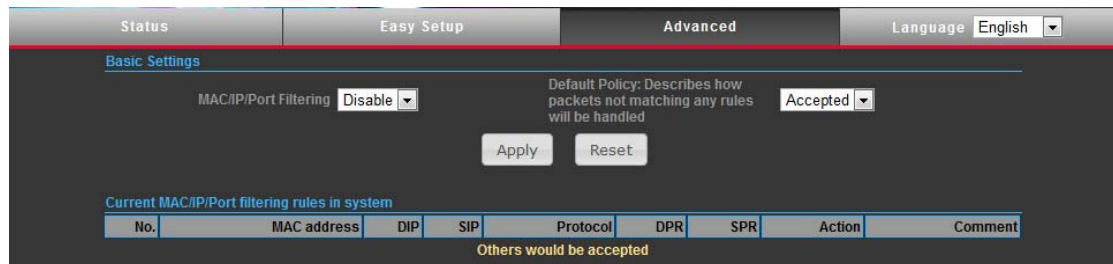 Status Easy Setup Advanced Language English
Basic Settings
MAC/IP/Port Filtering Disable
Default Policy: Describes how
packets not matching any rules
will be handled
Accepted
Apply Reset
Current MAC/IP/Port filtering rules in system
No. MAC address DIP SIP Protocol DPR SPR Action Comment
Others would be accepted